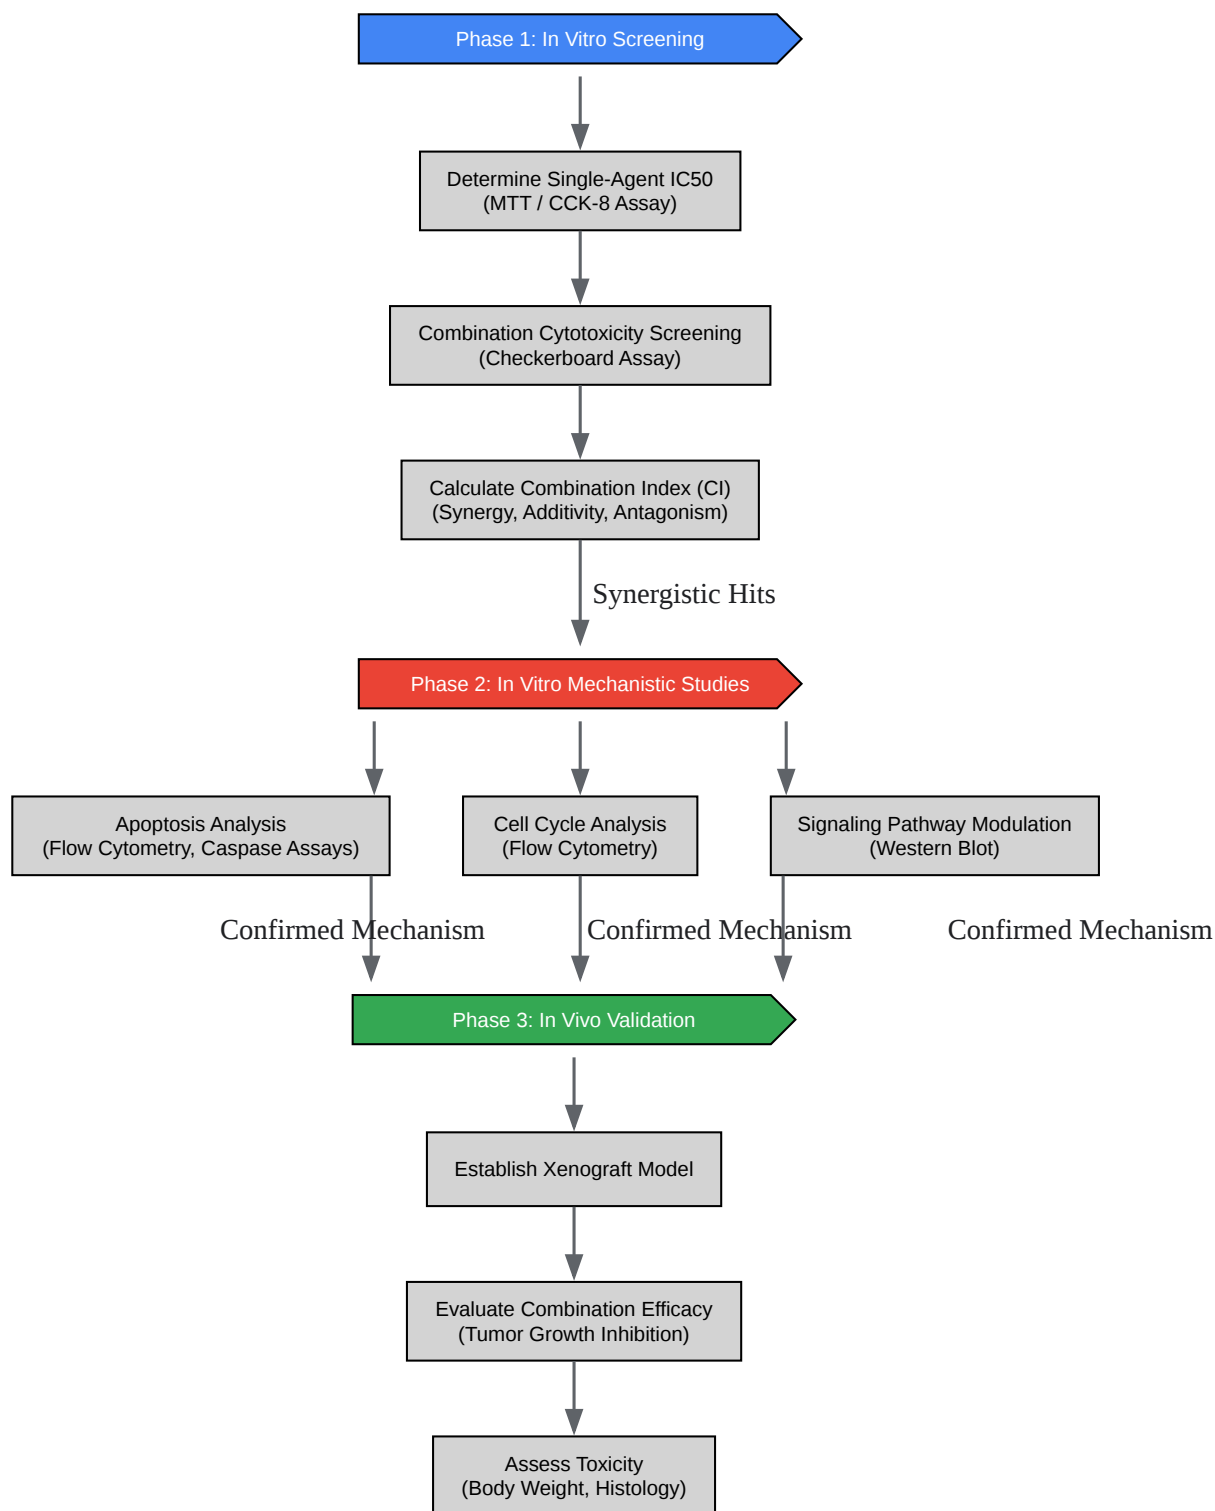 Phase 1: In Vitro Screening
Determine Single-Agent IC50
(MTT / CCK-8 Assay)
Combination Cytotoxicity Screening
(Checkerboard Assay)
Calculate Combination Index (CI)
(Synergy, Additivity, Antagonism)
Synergistic Hits
Phase 2: In Vitro Mechanistic Studies
Apoptosis Analysis
(Flow Cytometry, Caspase Assays)
Cell Cycle Analysis
(Flow Cytometry)
Signaling Pathway Modulation
(Western Blot)
Confirmed Mechanism
Confirmed Mechanism
Confirmed Mechanism
Phase 3: In Vivo Validation
Establish Xenograft Model
Evaluate Combination Efficacy
(Tumor Growth Inhibition)
Assess Toxicity
(Body Weight, Histology)